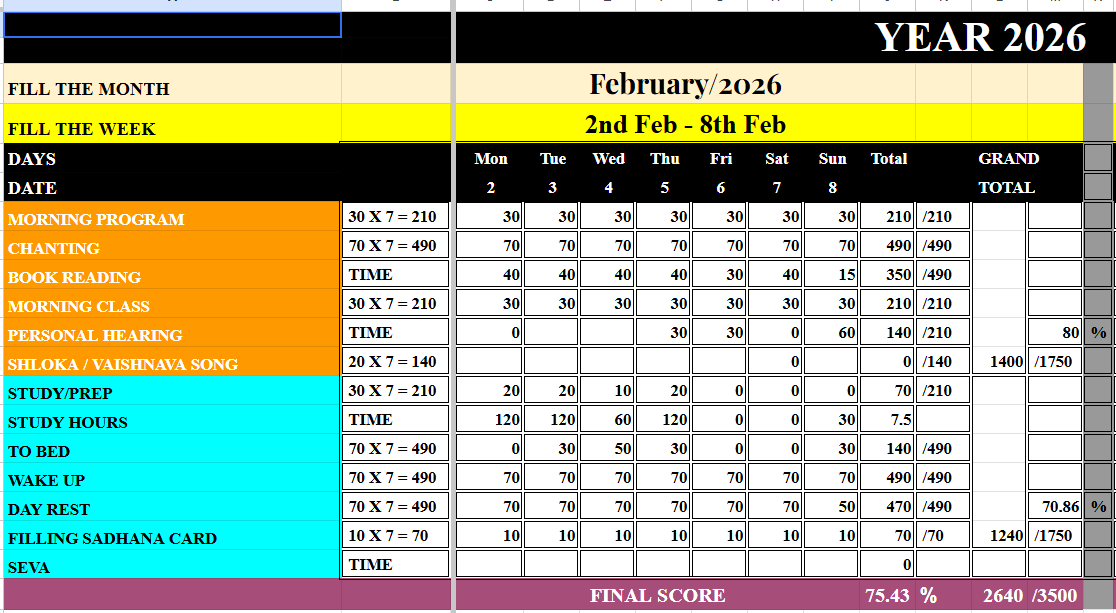 YEAR 2026
FILL THE MONTH February/2026
FILL THE WEEK 2nd Feb - 8th Feb
DAYS Mon Tue Wed Thu Fri Sat Sun Total GRAND
DATE 2 3 4 5 6 7 8 TOTAL
MORNING PROGRAM 30 X 7 = 210 30 30 30 30 30 30 30 210 /210
CHANTING 70 X 7 = 490 70 70 70 70 70 70 70 490 /490
BOOK READING TIME 40 40 40 40 30 40 15 350 /490
MORNING CLASS 30 X 7 = 210 30 30 30 30 30 30 30 210 /210
PERSONAL HEARING TIME 0 30 30 0 60 140 /210 80 %
SHLOKA / VAISHNAVA SONG 20 X 7 = 140 0 0 /140 1400 /1750
STUDY/PREP 30 X 7 = 210 20 20 10 20 0 0 0 70 /210
STUDY HOURS TIME 120 120 60 120 0 0 30 7.5
TO BED 70 X 7 = 490 0 30 50 30 0 0 30 140 /490
WAKE UP 70 X 7 = 490 70 70 70 70 70 70 70 490 /490
DAY REST 70 X 7 = 490 70 70 70 70 70 70 50 470 /490 70.86 %
FILLING SADHANA CARD 10 X 7 = 70 10 10 10 10 10 10 10 70 /70 1240 /1750
SEVA TIME 0
FINAL SCORE 75.43 % 2640 /3500